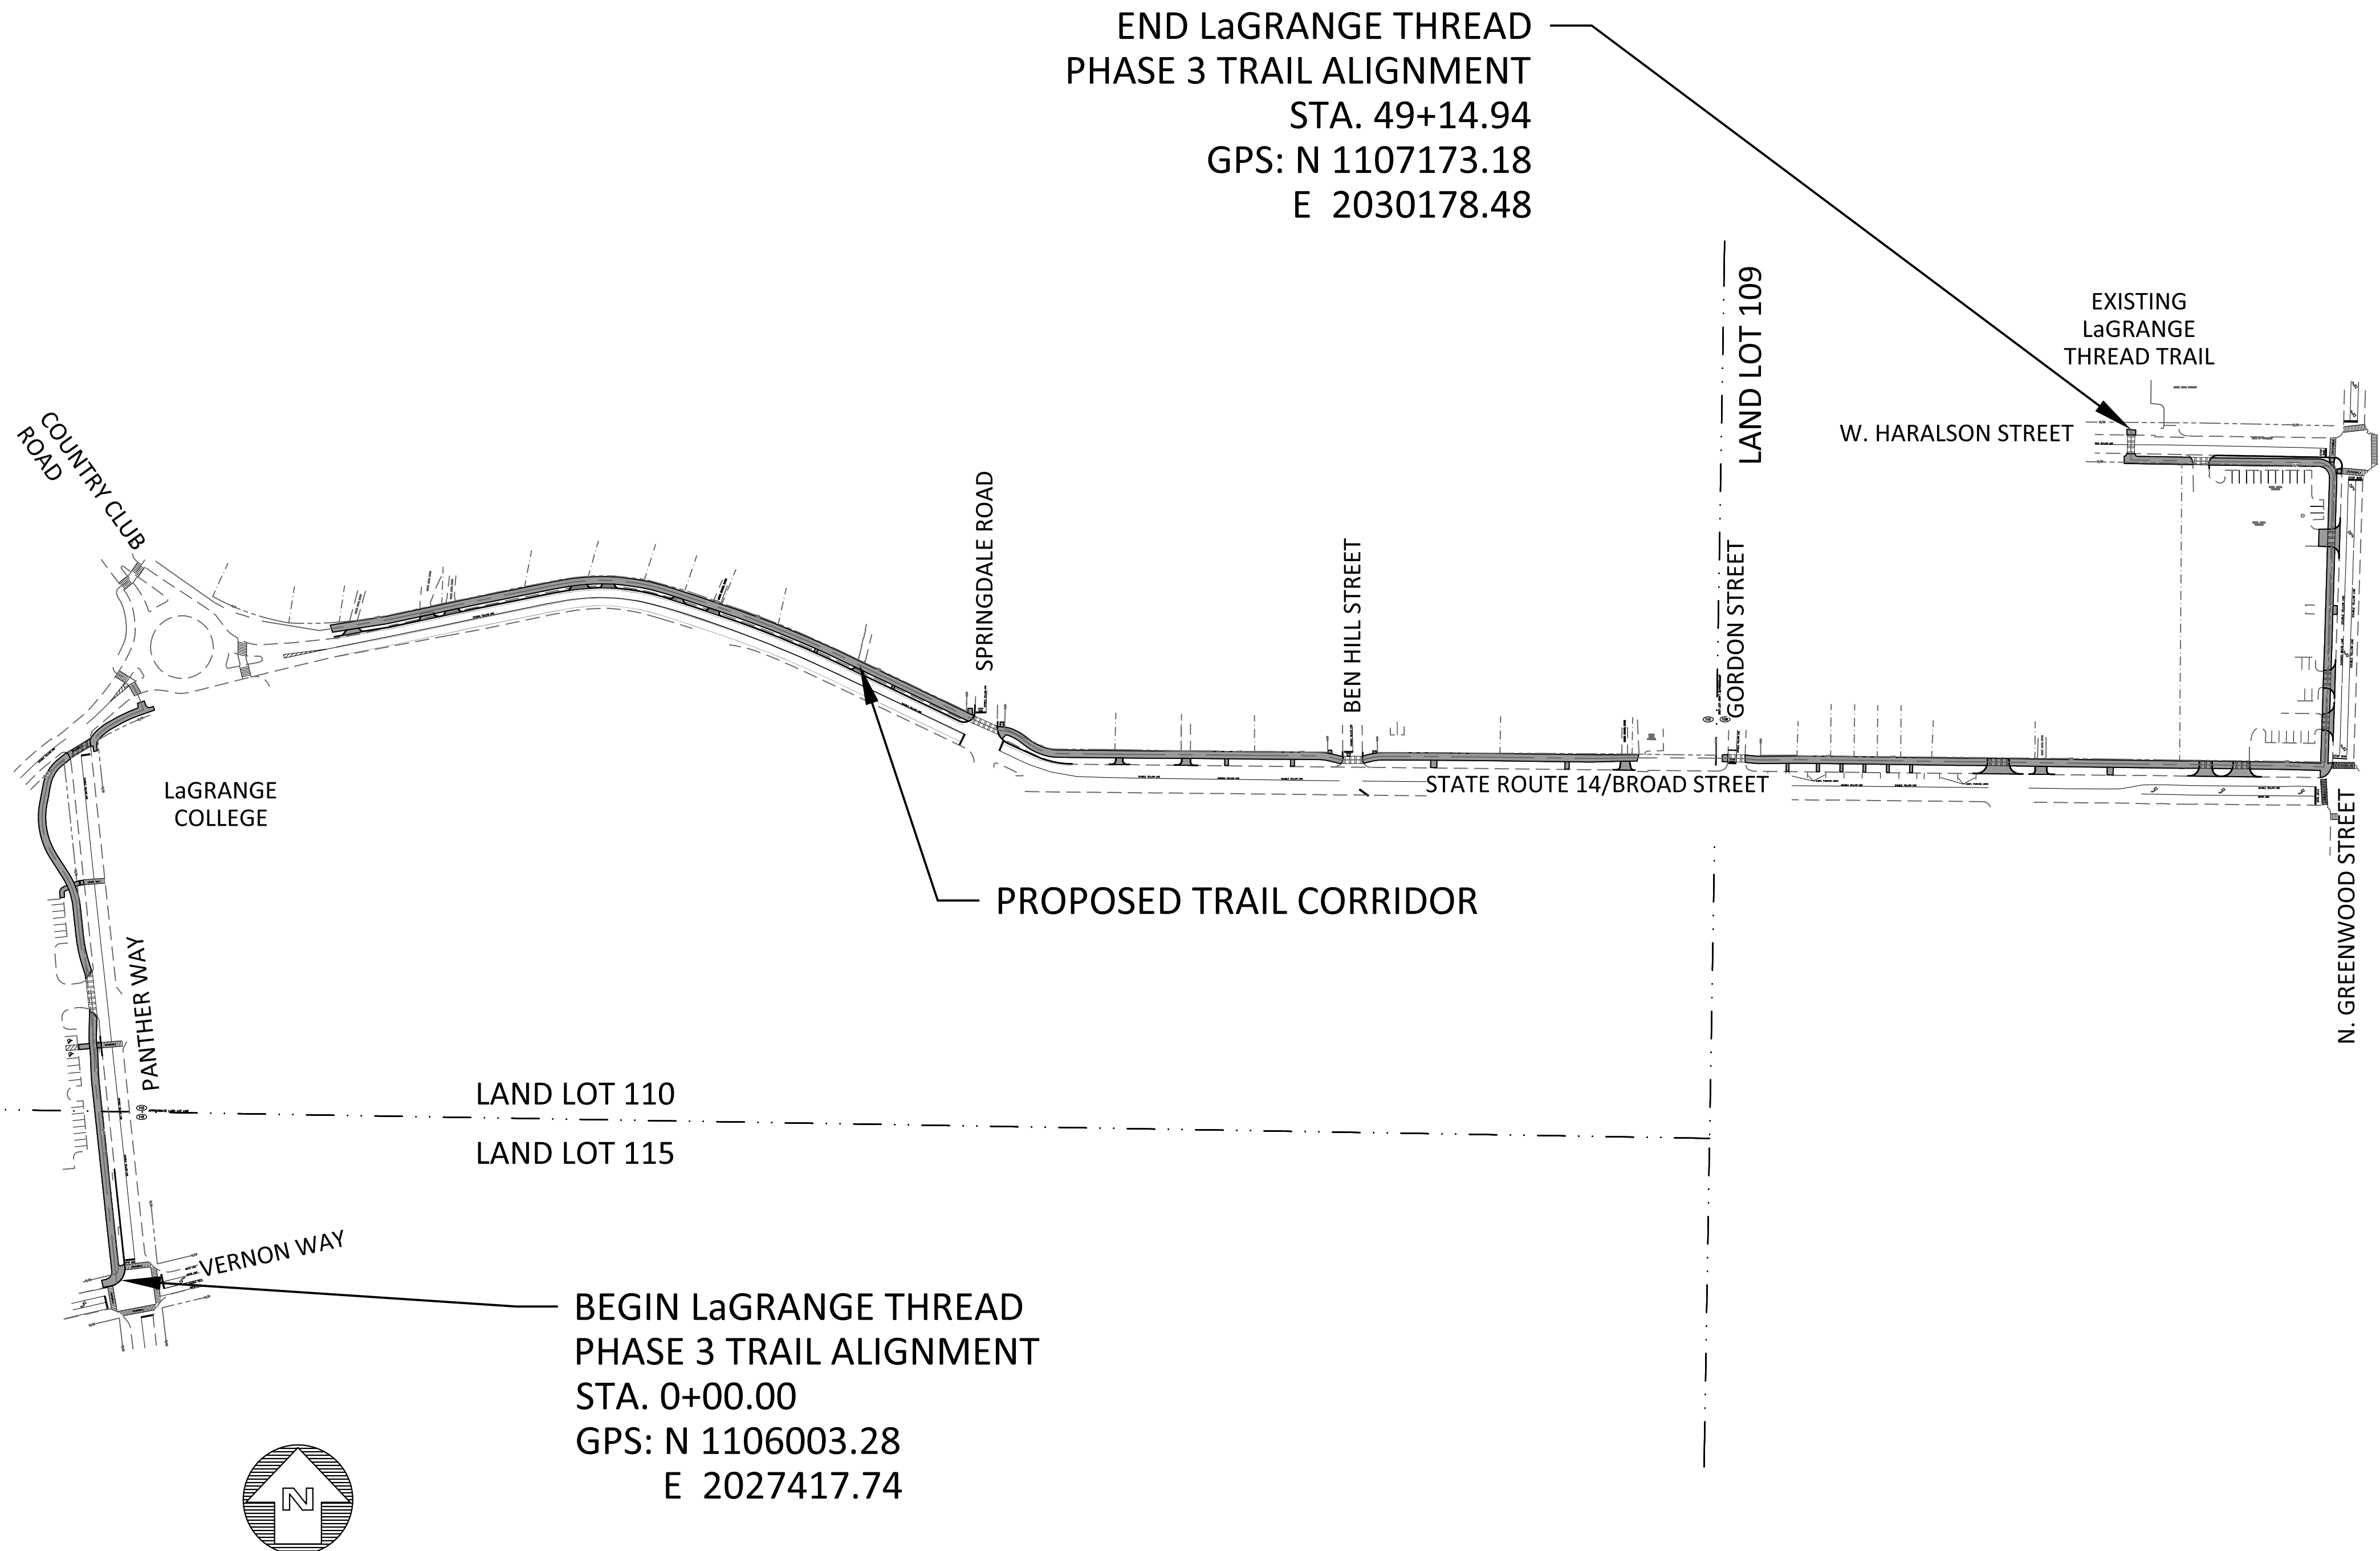 END LaGRANGE THREAD
PHASE 3 TRAIL ALIGNMENT
STA. 49+14.94
GPS: N 1107173.18
E 2030178.48
LAND LOT 109
EXISTING
LaGRANGE
THREAD TRAIL
W. HARALSON STREET
COUNTRY CLUB
ROAD
SPRINGDALE ROAD
BEN HILL STREET
GORDON STREET
STATE ROUTE 14/BROAD STREET
LaGRANGE
COLLEGE
N. GREENWOOD STREET
PROPOSED TRAIL CORRIDOR
PANTHER WAY
LAND LOT 110
LAND LOT 115
VERNON WAY
BEGIN LaGRANGE THREAD
PHASE 3 TRAIL ALIGNMENT
STA. 0+00.00
GPS: N 1106003.28
E 2027417.74
N